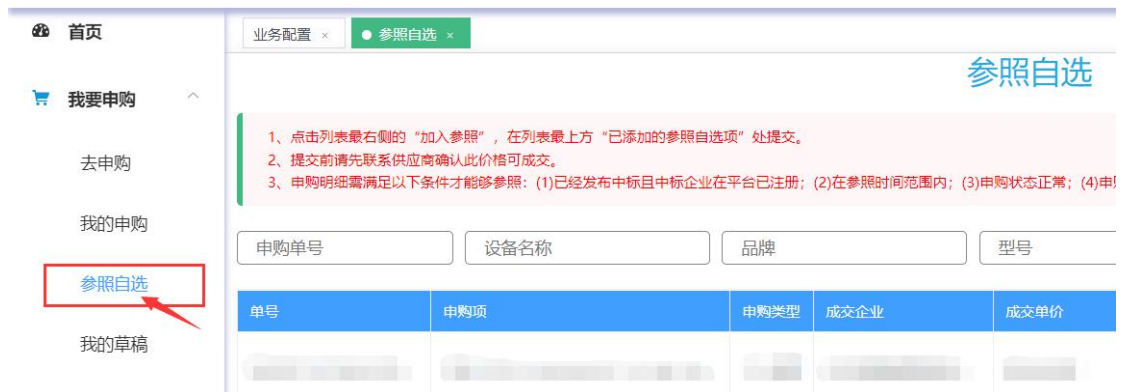 首页
业务配置 ×
参照自选 ×
参照自选
我要申购
1、点击列表最右侧的“加入参照”，在列表最上方“已添加的参照自选项”处提交。
2、提交前请先联系供应商确认此价格可成交。
3、申购明细需满足以下条件才能够参照：(1)已经发布中标且中标企业在平台已注册；(2)在参照时间范围内；(3)申购状态正常；(4)申
去申购
我的申购
申购单号
设备名称
品牌
型号
参照自选
单号
申购项
申购类型
成交企业
成交单价
我的草稿